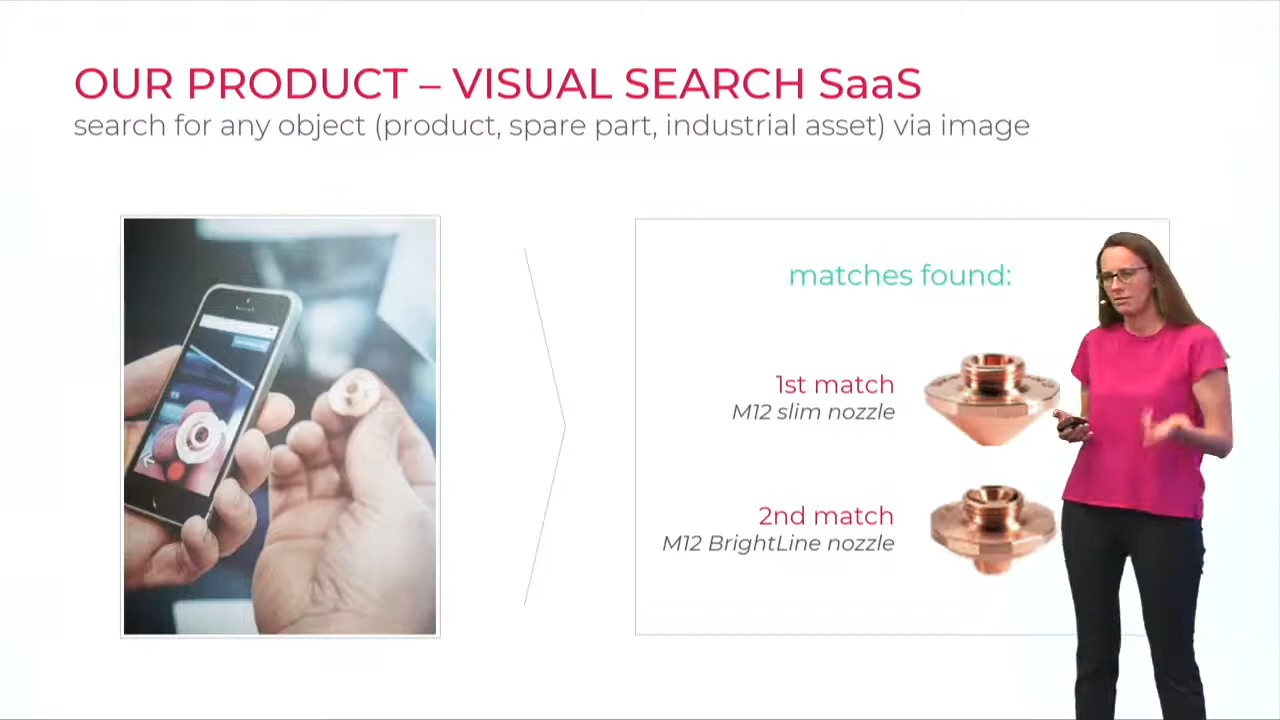 OUR PRODUCT – VISUAL SEARCH SaaS
search for any object (product, spare part, industrial asset) via image
matches found:
1st match
M12 slim nozzle
2nd match
M12 BrightLine nozzle